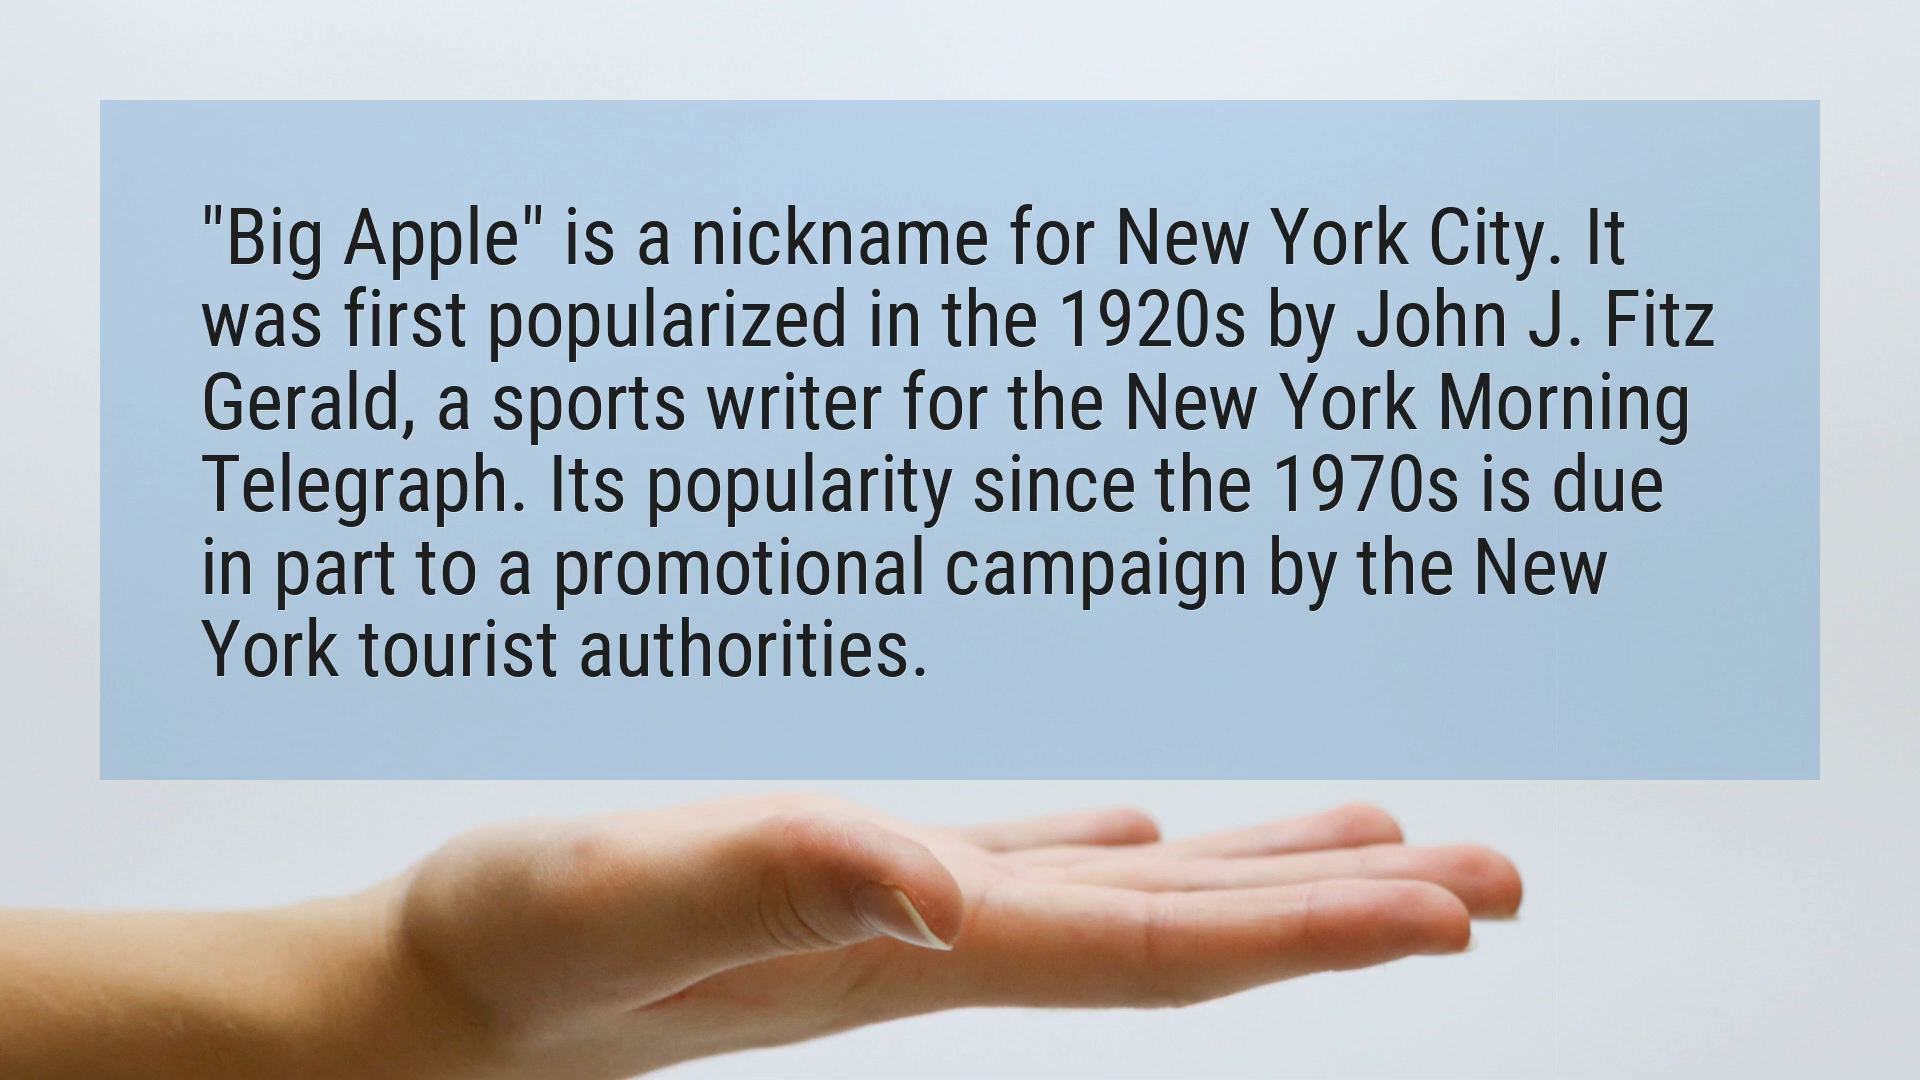 "Big Apple" is a nickname for New York City. It
was first popularized in the 1920s by John J. Fitz
Gerald, a sports writer for the New York Morning
Telegraph. Its popularity since the 1970s is due
in part to a promotional campaign by the New
York tourist authorities.